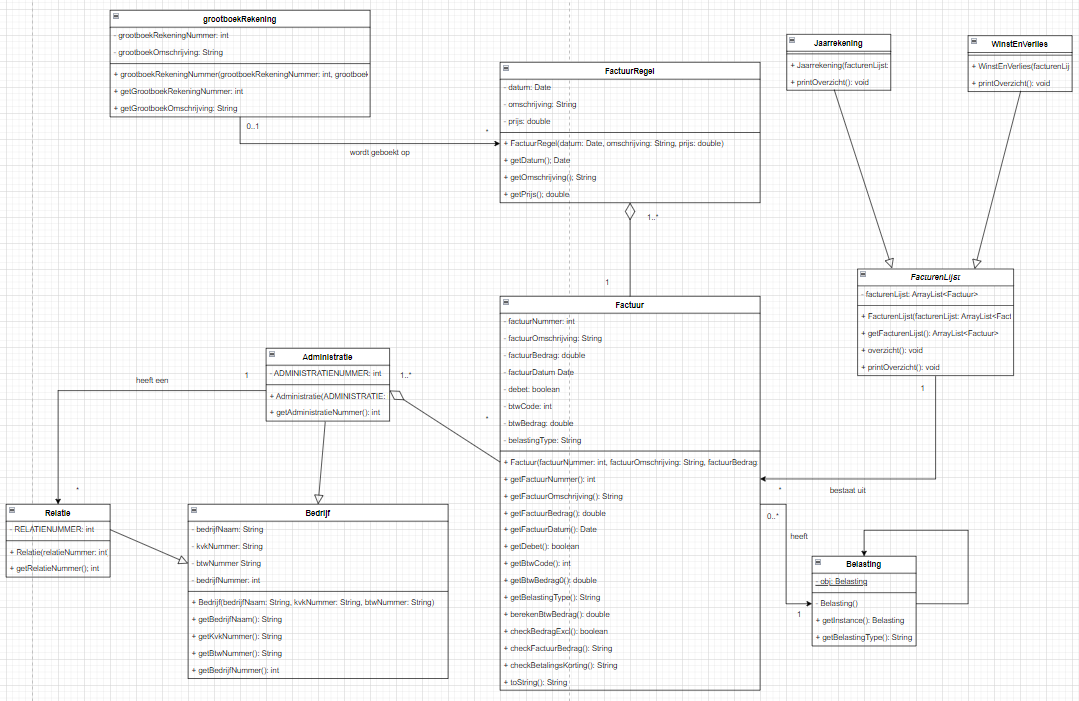 grootboekRekening
- grootboekRekeningNummer: int
- grootboekOmschrijving: String
+ grootboekRekeningNummer(grootboekRekeningNummer: int, grootboek
+ getGrootboekRekeningNummer: int
+ getGrootboekOmschrijving: String
0..1
*
wordt geboekt op
FactuurRegel
- datum: Date
- omschrijving: String
- prijs: double
+ FactuurRegel(datum: Date, omschrijving: String, prijs: double)
+ getDatum(); Date
+ getOmschrijving(); String
+ getPrijs(); double
1..*
1
Jaarrekening
+ Jaarrekening(facturenLijst:
+ printOverzicht(): void
WinstEnVerlies
+ WinstEnVerlies(facturenLij
+ printOverzicht(): void
FacturenLijst
- facturenLijst: ArrayList<Factuur>
+ FacturenLijst(facturenLijst: ArrayList<Fact
+ getFacturenLijst(): ArrayList<Factuur>
+ overzicht(): void
+ printOverzicht(): void
1
*
bestaat uit
Factuur
- factuurNummer: int
- factuurOmschrijving: String
- factuurBedrag: double
- factuurDatum Date
- debet: boolean
- btwCode: int
- btwBedrag: double
- belastingType: String
+ Factuur(factuurNummer: int, factuurOmschrijving: String, factuurBedrag
+ getFactuurNummer(): int
+ getFactuurOmschrijving(): String
+ getFactuurBedrag(): double
+ getFactuurDatum(): Date
+ getDebet(): boolean
+ getBtwCode(): int
+ getBtwBedrag0(): double
+ getBelastingType(): String
+ berekenBtwBedrag(): double
+ checkBedragExcl(): boolean
+ checkFactuurBedrag(): String
+ checkBetalingsKorting(): String
+ toString(): String
Administratie
- ADMINISTRATIENUMMER: int
+ Administratie(ADMINISTRATIE:
+ getAdministratieNummer(): int
1
heeft een
*
1..*
*
Relatie
- RELATIENUMMER: int
+ Relatie(relatieNummer: int
+ getRelatieNummer(); int
Bedrijf
- bedrijfNaam: String
- kvkNummer: String
- btwNummer String
- bedrijfNummer: int
+ Bedrijf(bedrijfNaam: String, kvkNummer: String, btwNummer: String)
+ getBedrijfNaam(): String
+ getKvkNummer(): String
+ getBtwNummer(): String
+ getBedrijfNummer(): int
0..*
heeft
1
Belasting
- obj: Belasting
- Belasting()
+ getInstance(): Belasting
+ getBelastingType(): String